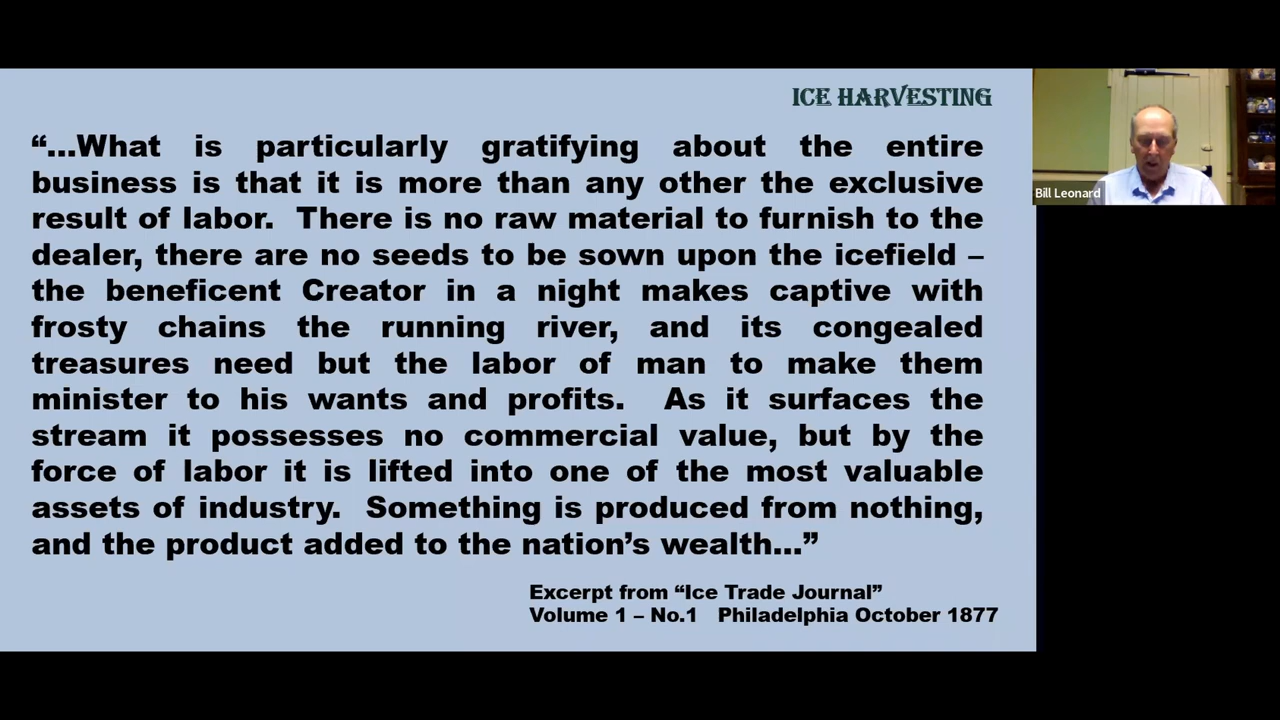 ICE HARVESTING
“...What is particularly gratifying about the entire
business is that it is more than any other the exclusive
result of labor.  There is no raw material to furnish to the
dealer, there are no seeds to be sown upon the icefield –
the beneficent Creator in a night makes captive with
frosty chains the running river, and its congealed
treasures need but the labor of man to make them
minister to his wants and profits.  As it surfaces the
stream it possesses no commercial value, but by the
force of labor it is lifted into one of the most valuable
assets of industry.  Something is produced from nothing,
and the product added to the nation’s wealth...”
Excerpt from “Ice Trade Journal”
Volume 1 – No.1   Philadelphia October 1877
Bill Leonard